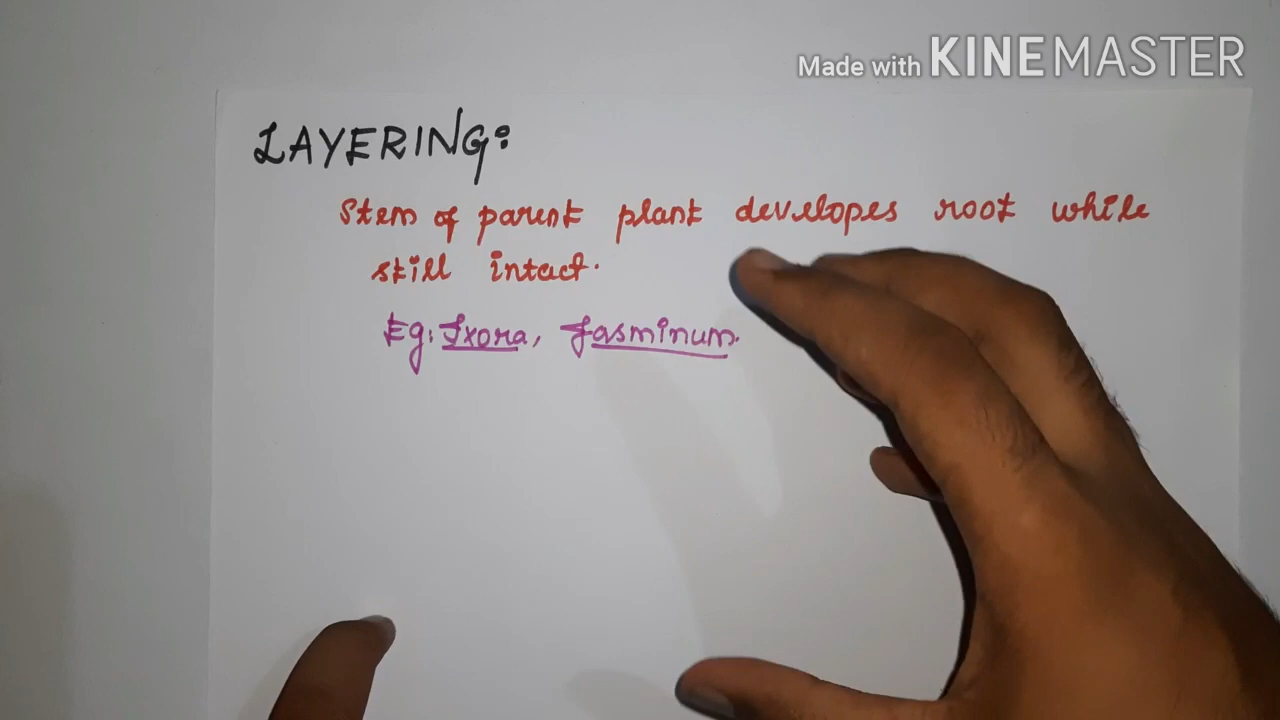 Made with KINEMASTER
LAYERING:
Stem of parent plant developes root while
still intact.
Eg: Ixora, Jasminum.